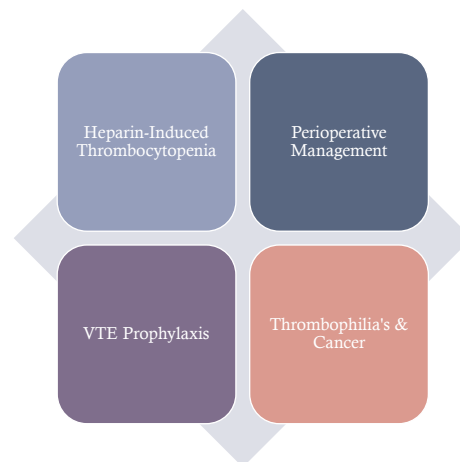 Heparin-Induced
Thrombocytopenia
Perioperative
Management
VTE Prophylaxis
Thrombophilia's &
Cancer